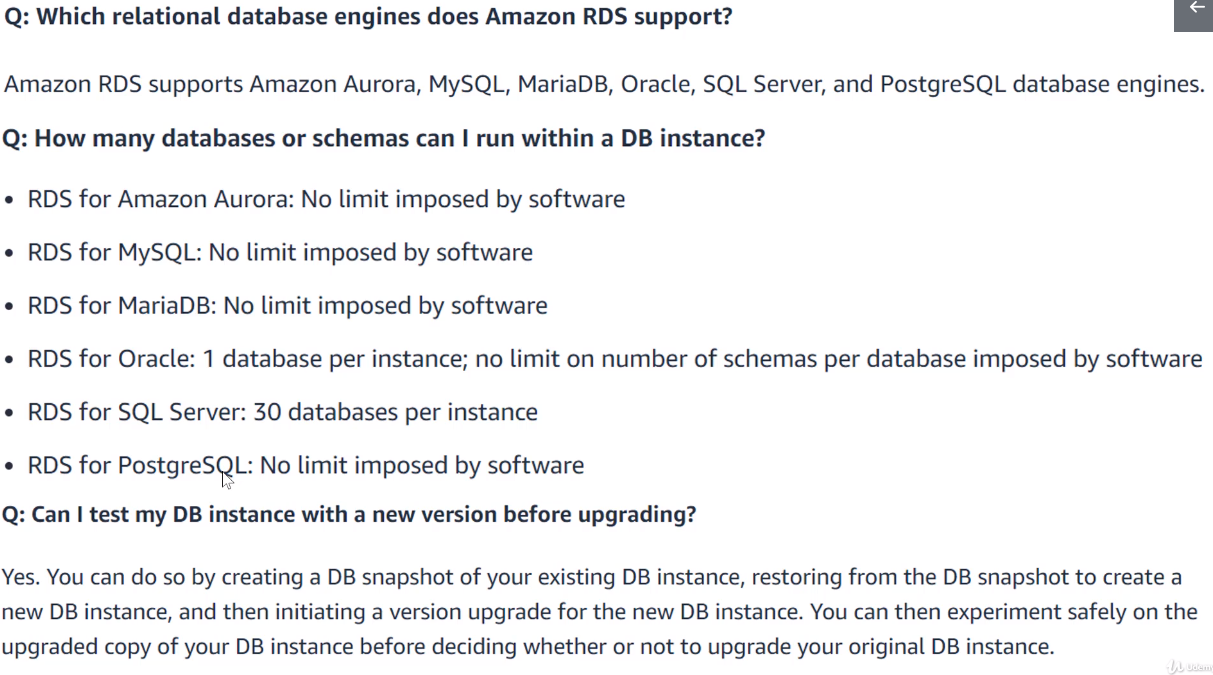 Q: Which relational database engines does Amazon RDS support?
Amazon RDS supports Amazon Aurora, MySQL, MariaDB, Oracle, SQL Server, and PostgreSQL database engines.
Q: How many databases or schemas can I run within a DB instance?
• RDS for Amazon Aurora: No limit imposed by software
• RDS for MySQL: No limit imposed by software
• RDS for MariaDB: No limit imposed by software
• RDS for Oracle: 1 database per instance; no limit on number of schemas per database imposed by software
• RDS for SQL Server: 30 databases per instance
• RDS for PostgreSQL: No limit imposed by software
Q: Can I test my DB instance with a new version before upgrading?
Yes. You can do so by creating a DB snapshot of your existing DB instance, restoring from the DB snapshot to create a
new DB instance, and then initiating a version upgrade for the new DB instance. You can then experiment safely on the
upgraded copy of your DB instance before deciding whether or not to upgrade your original DB instance.
Udemy